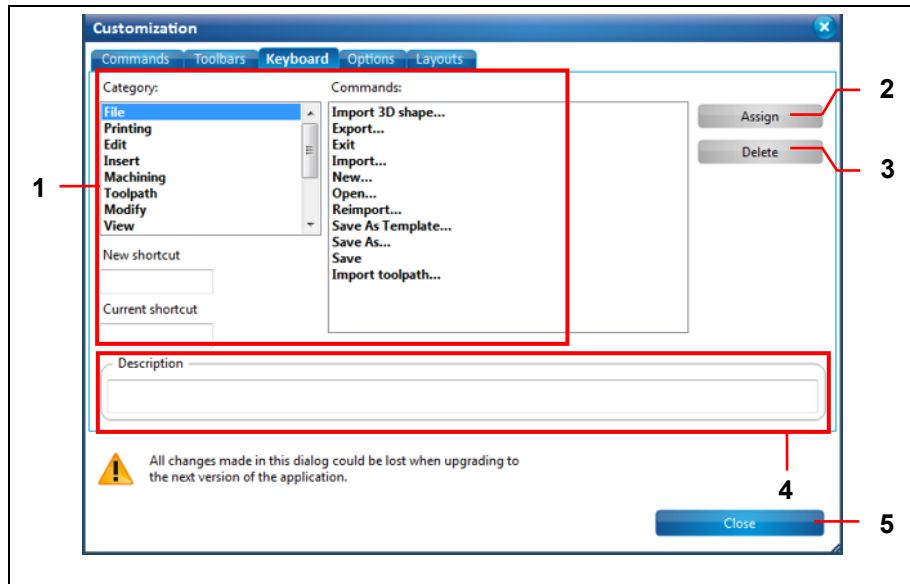 Customization
Commands Toolbars Keyboard Options Layouts
Category:
Commands:
File
Printing
Edit
Insert
Machining
Toolpath
Modify
View
Import 3D shape...
Export...
Exit
Import...
New...
Open...
Reimport...
Save As Template...
Save As...
Save
Import toolpath...
Assign
Delete
New shortcut
Current shortcut
Description
All changes made in this dialog could be lost when upgrading to
the next version of the application.
Close
1
2
3
4
5